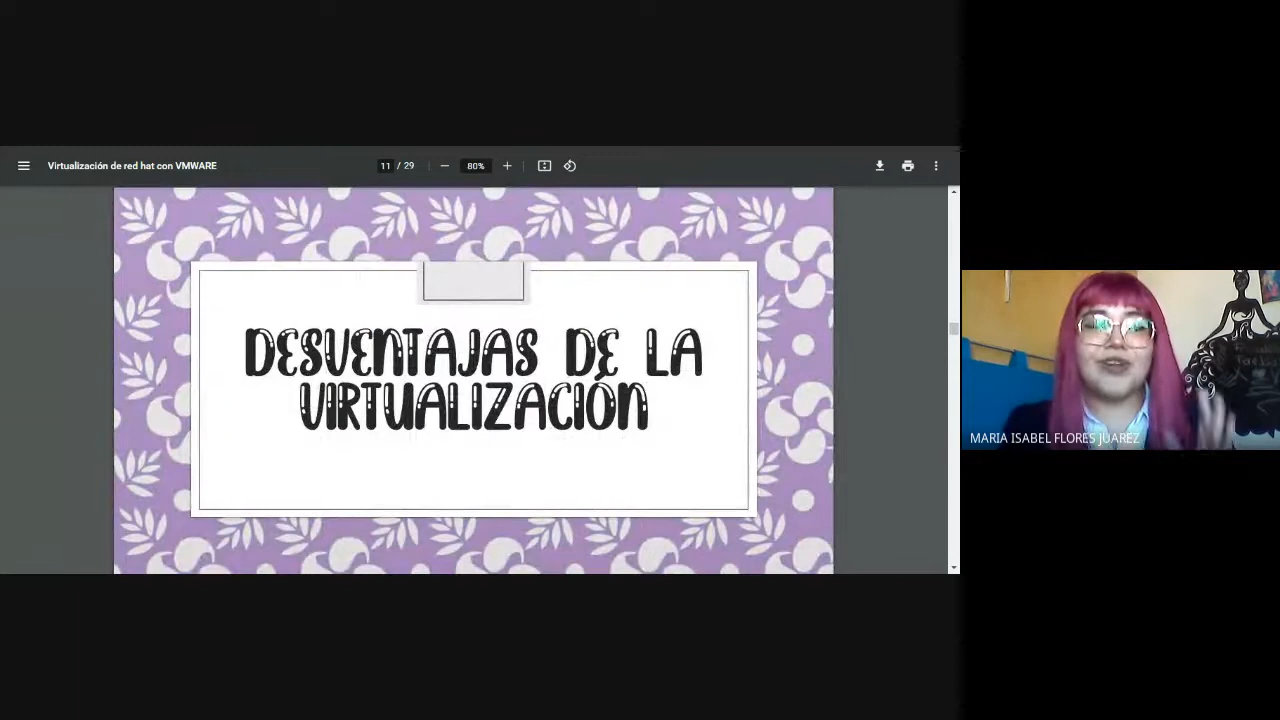 Virtualización de red hat con VMWARE
11 / 29
80%
DESVENTAJAS DE LA
VIRTUALIZACIÓN
MARIA ISABEL FLORES JUAREZ